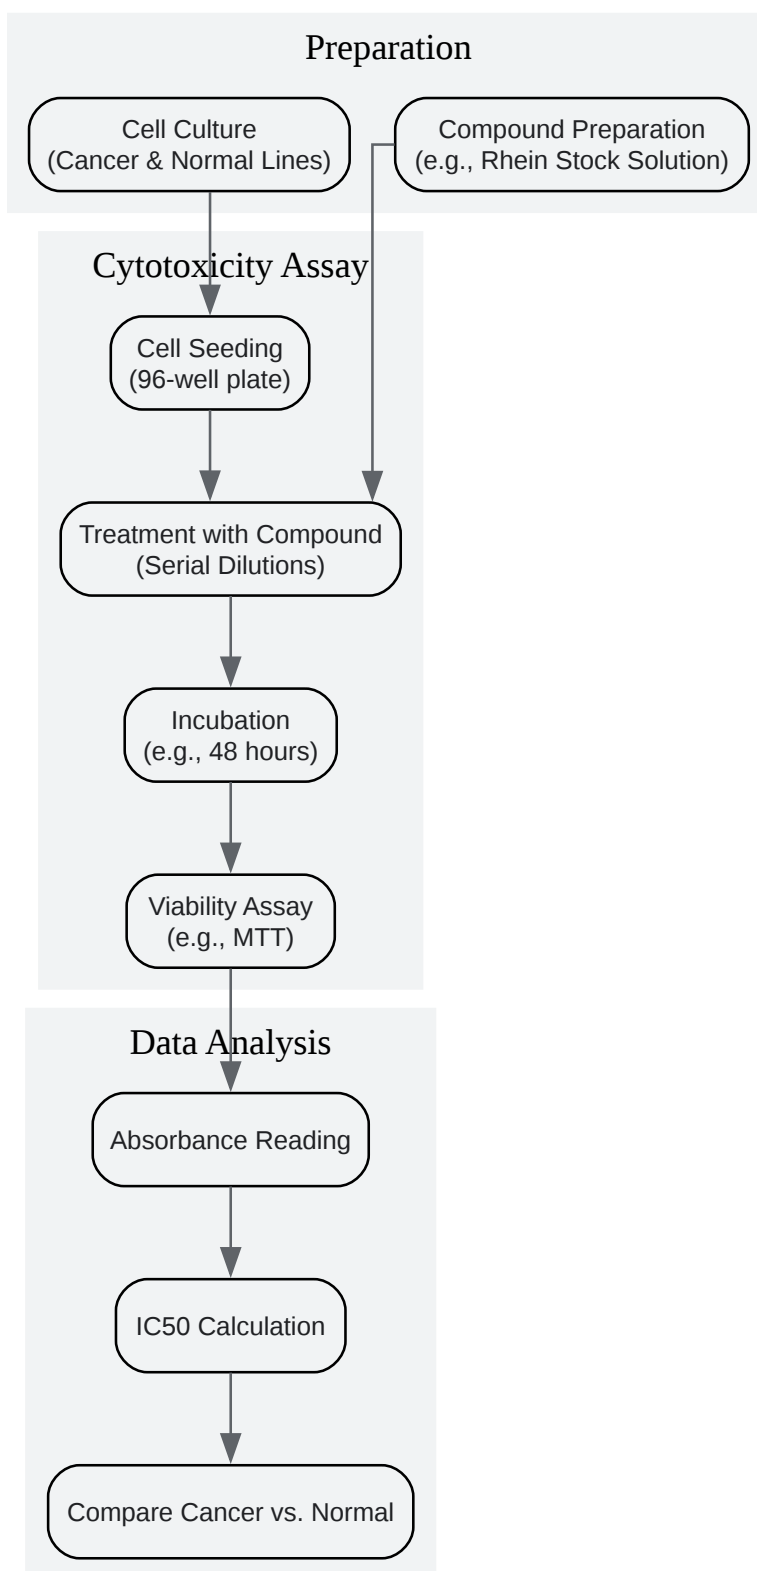 Preparation
Cell Culture
(Cancer & Normal Lines)
Compound Preparation
(e.g., Rhein Stock Solution)
Cytotoxicity Assay
Cell Seeding
(96-well plate)
Treatment with Compound
(Serial Dilutions)
Incubation
(e.g., 48 hours)
Viability Assay
(e.g., MTT)
Data Analysis
Absorbance Reading
IC50 Calculation
Compare Cancer vs. Normal